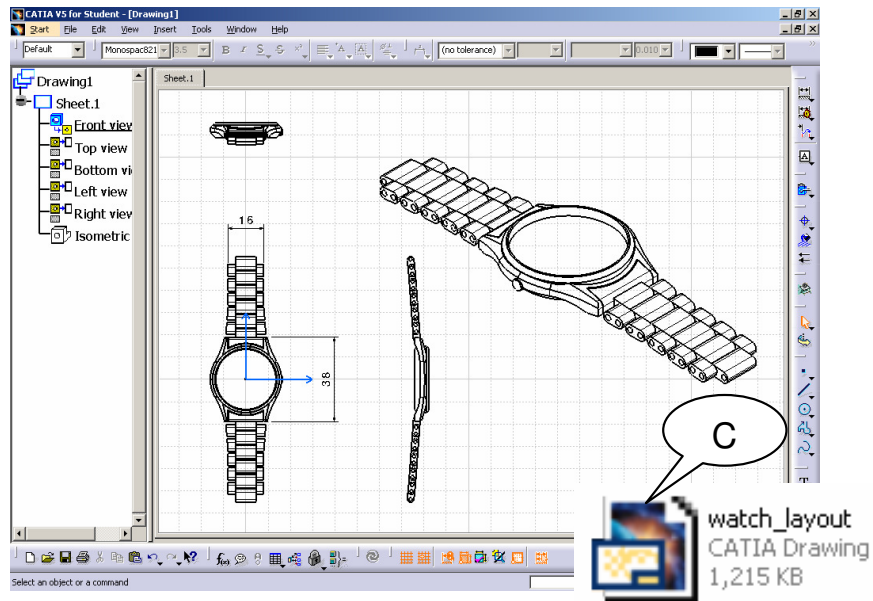 CATIA V5 for Student - [Drawing1]
Start File Edit View Insert Tools Window Help
Default Monospac821 3.5 B I S S (no tolerance) 0.010
Drawing1
Sheet.1
Front view
Top view
Bottom vi
Left view
Right view
Isometric
Sheet.1
16
38
C
watch_layout
CATIA Drawing
1,215 KB
Select an object or a command